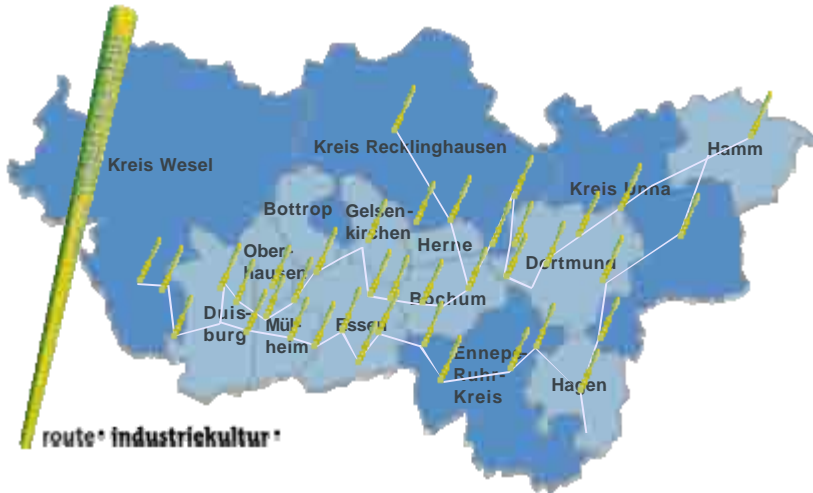 Kreis Recklinghausen
Hamm
Kreis Wesel
Kreis Unna
Bottrop
Gelsen-
kirchen
Herne
Ober-
hausen
Dortmund
Bochum
Duis-
burg
Mül-
heim
Essen
Ennepe-
Ruhr-
Kreis
Hagen
route • industriekultur •